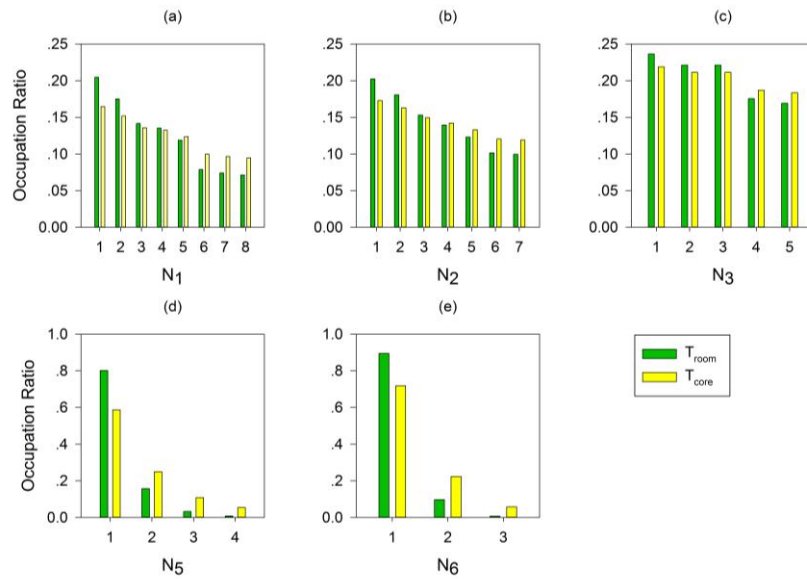 (a) (b) (c)
Occupation Ratio
.25
.20
.15
.10
.05
0.00
1 2 3 4 5 6 7 8
N1
.25
.20
.15
.10
.05
0.00
1 2 3 4 5 6 7
N2
.25
.20
.15
.10
.05
0.00
1 2 3 4 5
N3
(d) (e)
Occupation Ratio
1.0
.8
.6
.4
.2
0.0
1 2 3 4
N5
1.0
.8
.6
.4
.2
0.0
1 2 3
N6
Troom
Tcore